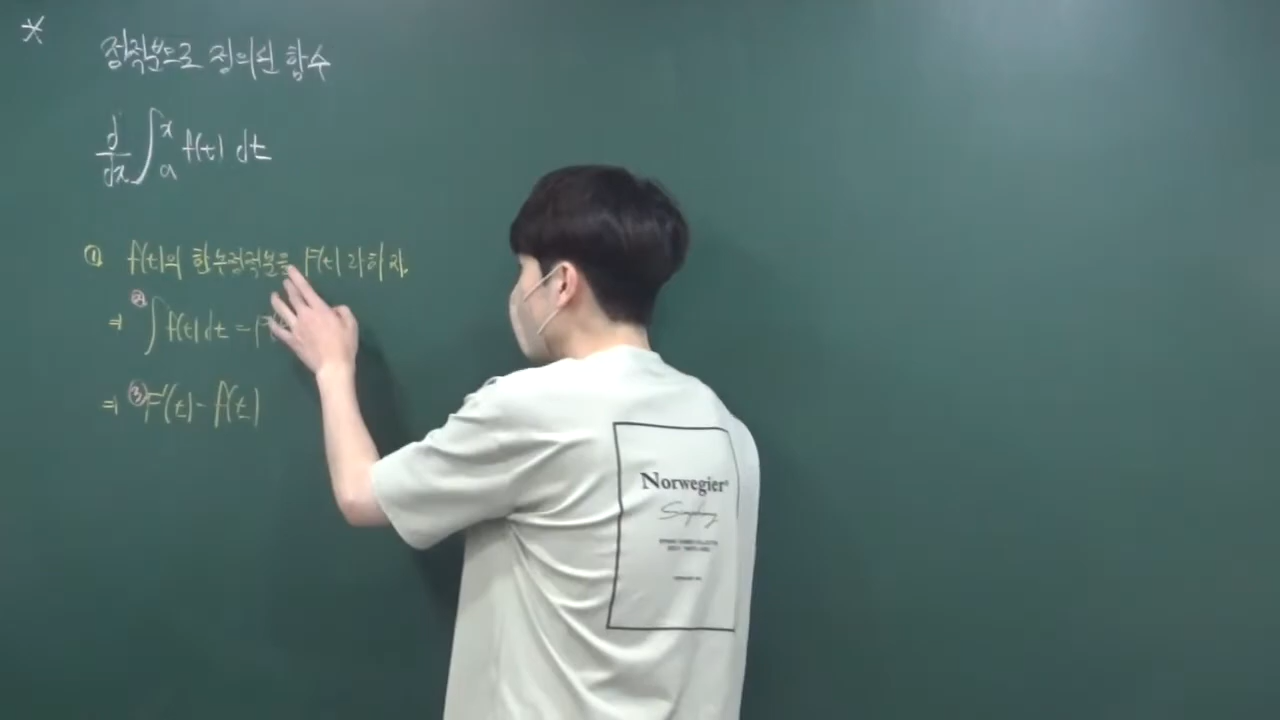 *
정적분으로 정의된 함수
d/dx ∫ₐˣ f(t) dt
① f(t)의 한 부정적분을 F(t)라 하자.
⇒ ② ∫ f(t) dt = F
⇒ ③ F'(t) = f(t)
Norwegier®
Symphony